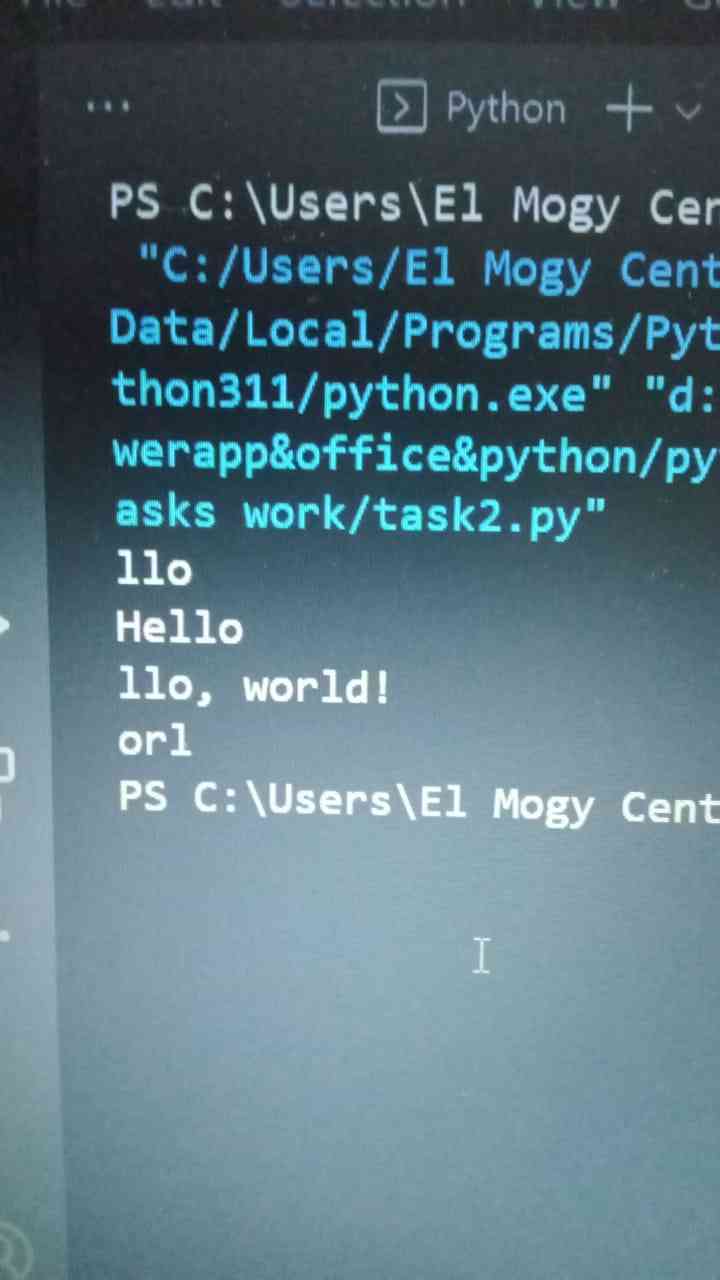 Python
PS C:\Users\El Mogy Cer
"C:/Users/El Mogy Cent
Data/Local/Programs/Pyt
thon311/python.exe" "d:
werapp&office&python/py
asks work/task2.py"
llo
Hello
llo, world!
orl
PS C:\Users\El Mogy Cent